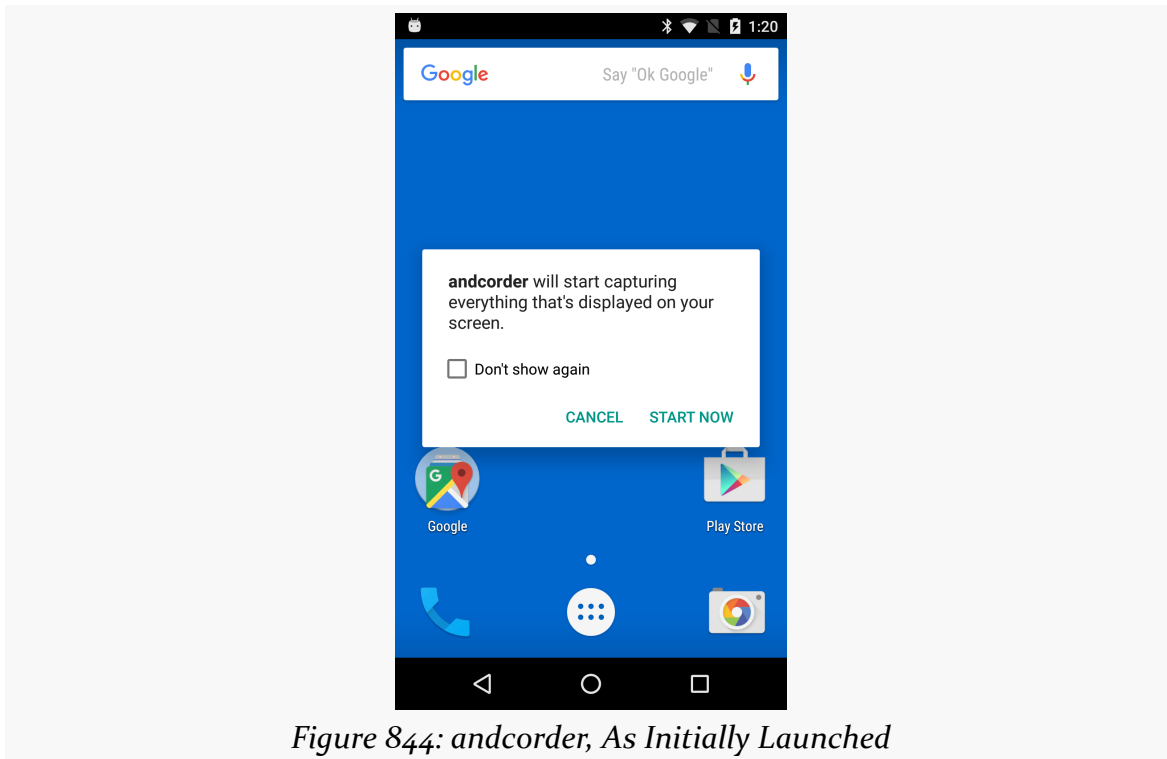 1:20
Google Say "Ok Google"
andcorder will start capturing
everything that's displayed on your
screen.
Don't show again
CANCEL START NOW
G
Google Play Store
Figure 844: andcorder, As Initially Launched